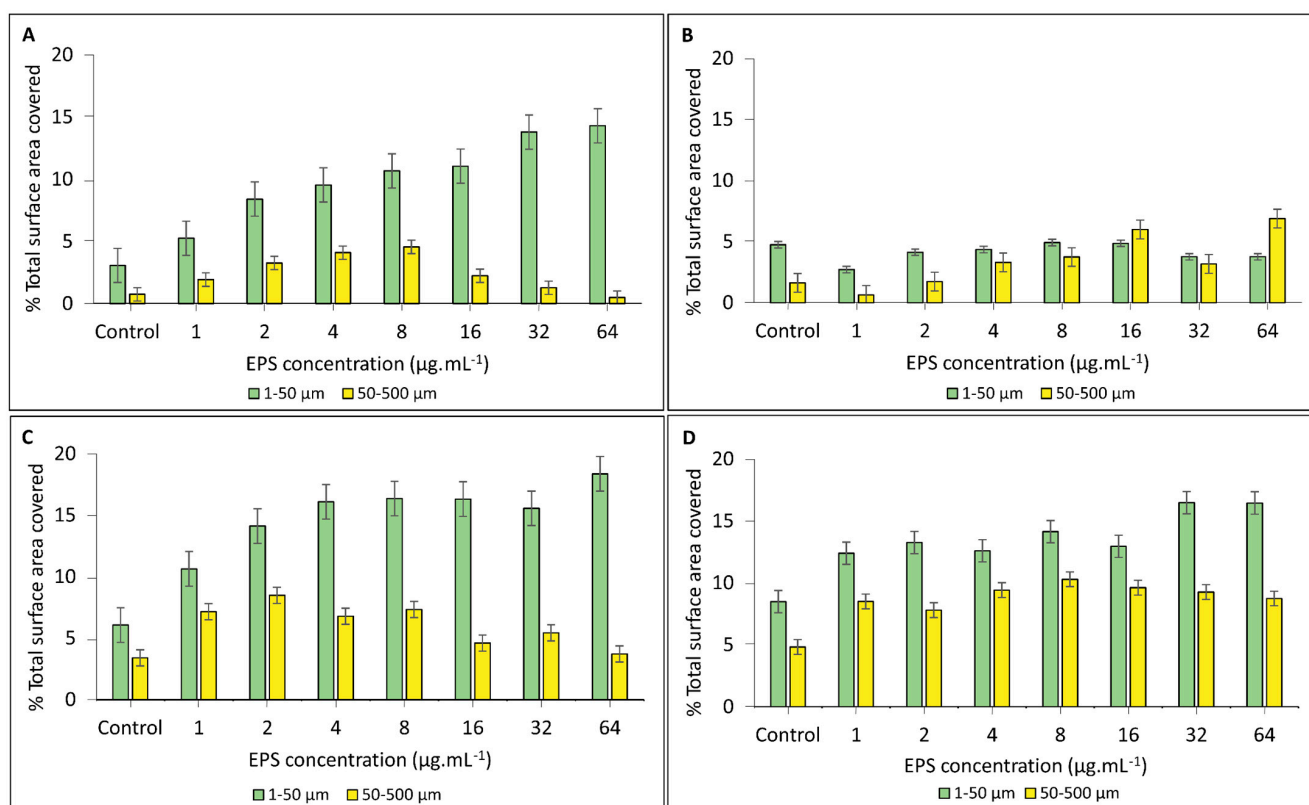 A
% Total surface area covered
20
15
10
5
0
Control 1 2 4 8 16 32 64
EPS concentration (µg.mL⁻¹)
1-50 µm 50-500 µm
B
% Total surface area covered
20
15
10
5
0
Control 1 2 4 8 16 32 64
EPS concentration (µg.mL⁻¹)
1-50 µm 50-500 µm
C
% Total surface area covered
20
15
10
5
0
Control 1 2 4 8 16 32 64
EPS concentration (µg.mL⁻¹)
1-50 µm 50-500 µm
D
% Total surface area covered
20
15
10
5
0
Control 1 2 4 8 16 32 64
EPS concentration (µg.mL⁻¹)
1-50 µm 50-500 µm